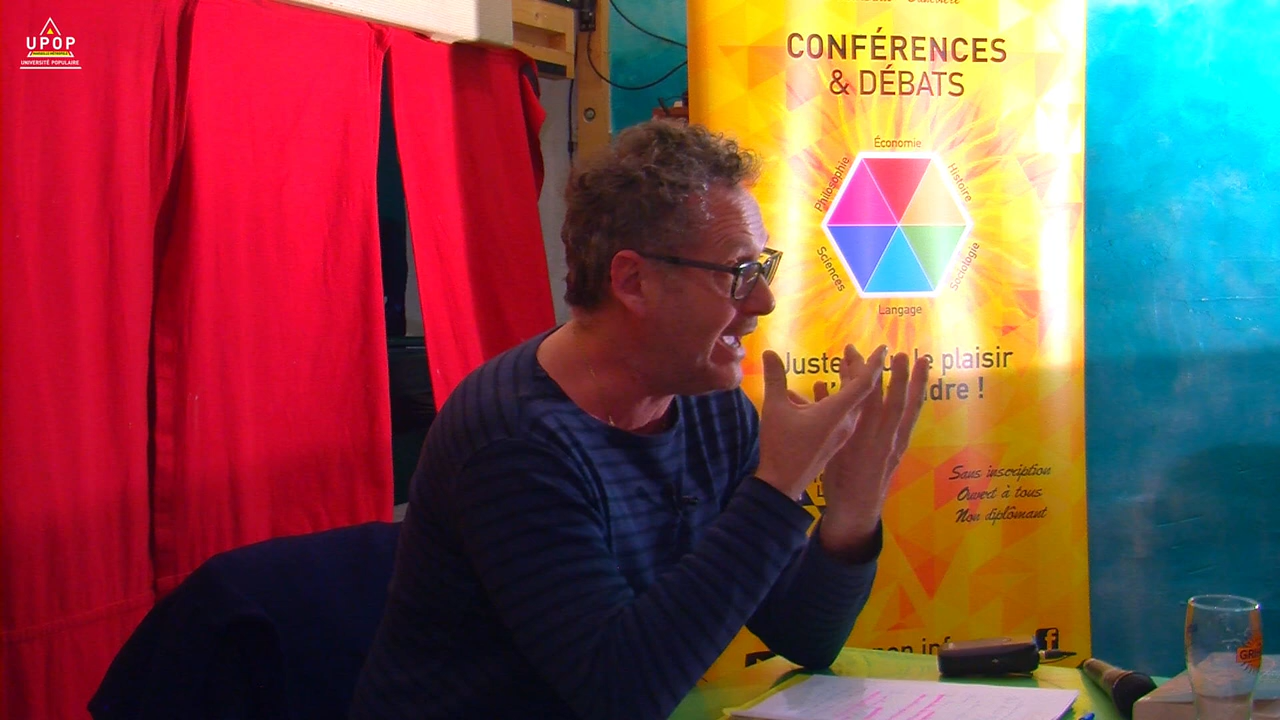 UPOP
UNIVERSITÉ POPULAIRE
CONFÉRENCES
& DÉBATS
Économie
Philosophie
Histoire
Sciences
Sociologie
Langage
Juste le plaisir
Sans inscription
Ouvert à tous
Non diplômant
f